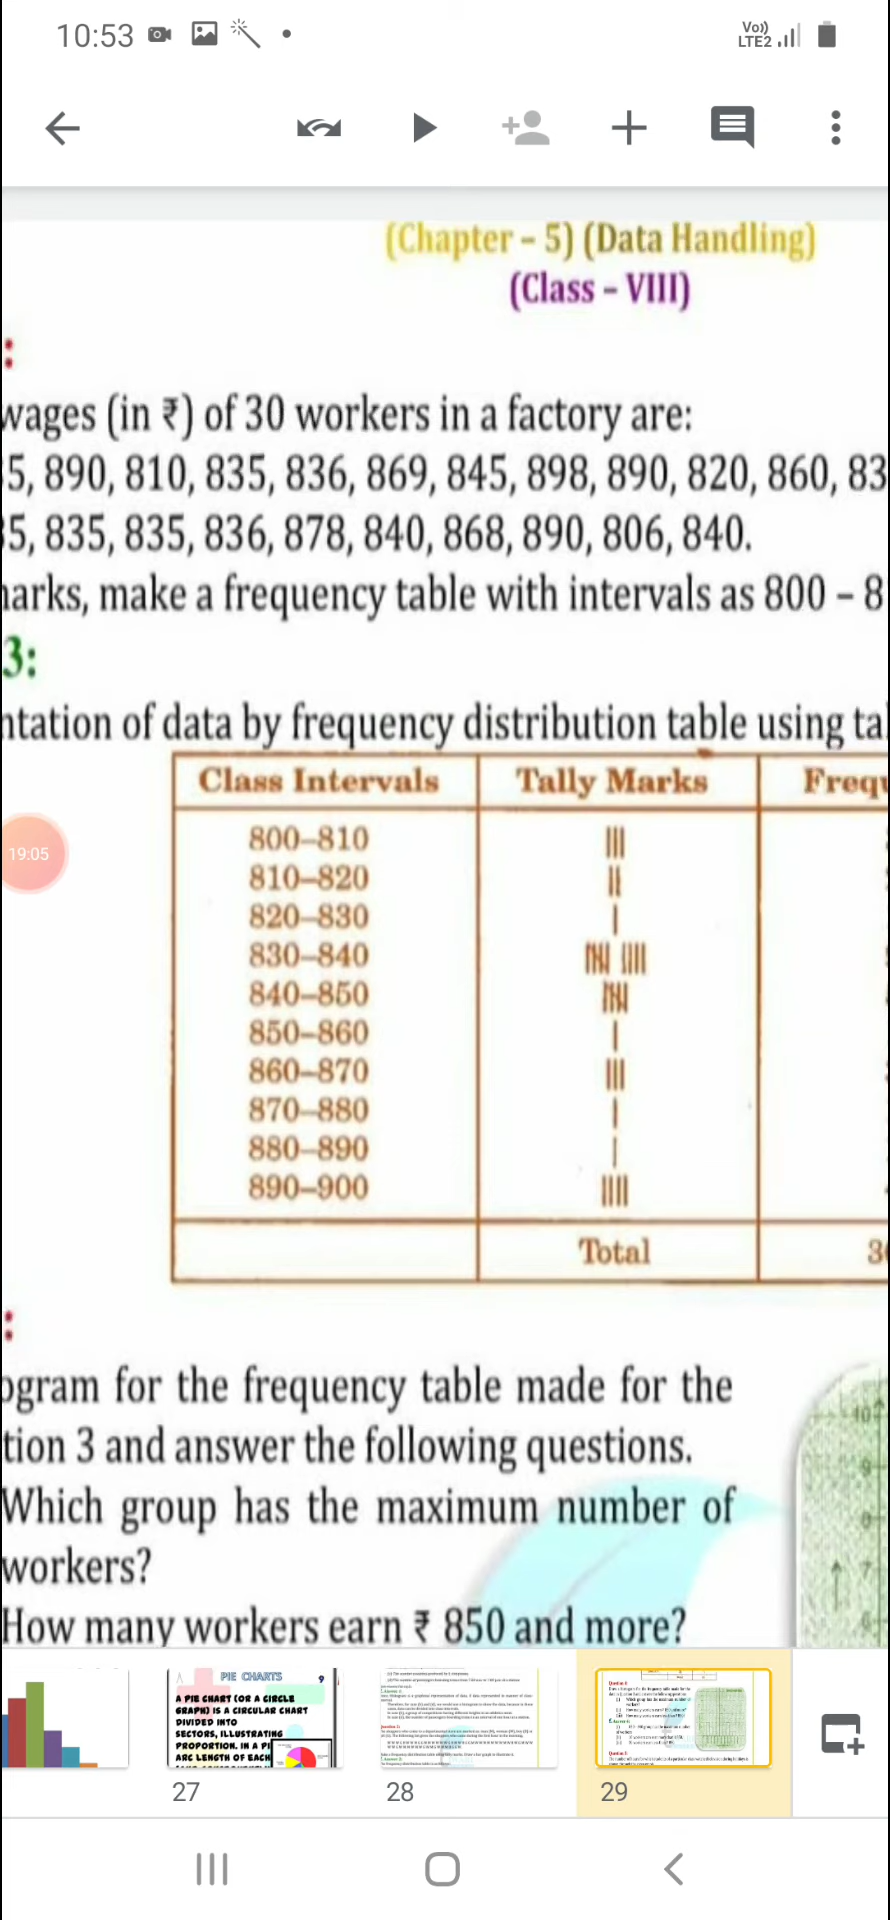 10:53
Vo))
LTE2
(Chapter – 5) (Data Handling)
(Class – VIII)
:
wages (in ₹) of 30 workers in a factory are:
5, 890, 810, 835, 836, 869, 845, 898, 890, 820, 860, 83
5, 835, 835, 836, 878, 840, 868, 890, 806, 840.
arks, make a frequency table with intervals as 800 – 8
3:
ntation of data by frequency distribution table using ta
Class Intervals Tally Marks Frequ
800–810 |||
810–820 ||
820–830 |
830–840 |||| ||||
840–850 ||||
850–860 |
860–870 |||
870–880 |
880–890 |
890–900 ||||
Total 30
19:05
:
ogram for the frequency table made for the
tion 3 and answer the following questions.
Which group has the maximum number of
workers?
How many workers earn ₹ 850 and more?
10
9
8
7
PIE CHARTS 9
A PIE CHART (OR A CIRCLE
GRAPH) IS A CIRCULAR CHART
DIVIDED INTO
SECTORS, ILLUSTRATING
PROPORTION. IN A PI
ARC LENGTH OF EACH
27
28
29